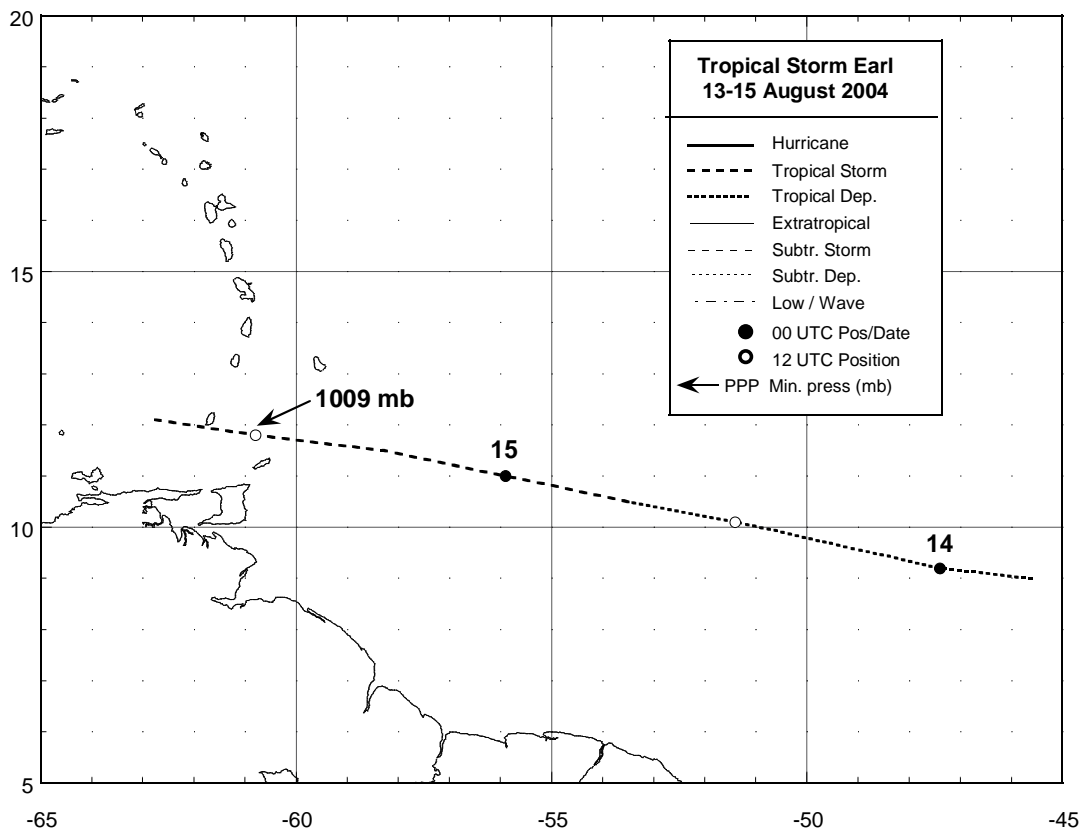 20
Tropical Storm Earl
13-15 August 2004
Hurricane
Tropical Storm
Tropical Dep.
Extratropical
Subtr. Storm
Subtr. Dep.
Low / Wave
00 UTC Pos/Date
12 UTC Position
PPP Min. press (mb)
15
1009 mb
15
14
10
5
-65 -60 -55 -50 -45